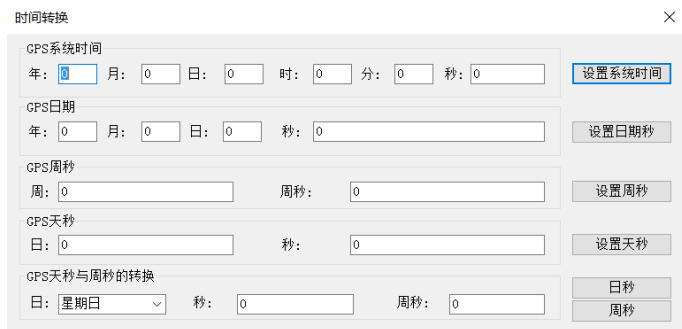 时间转换
GPS系统时间
年: 0 月: 0 日: 0 时: 0 分: 0 秒: 0 设置系统时间
GPS日期
年: 0 月: 0 日: 0 秒: 0 设置日期秒
GPS周秒
周: 0 周秒: 0 设置周秒
GPS天秒
日: 0 秒: 0 设置天秒
GPS天秒与周秒的转换
日: 星期日 秒: 0 周秒: 0 日秒
周秒